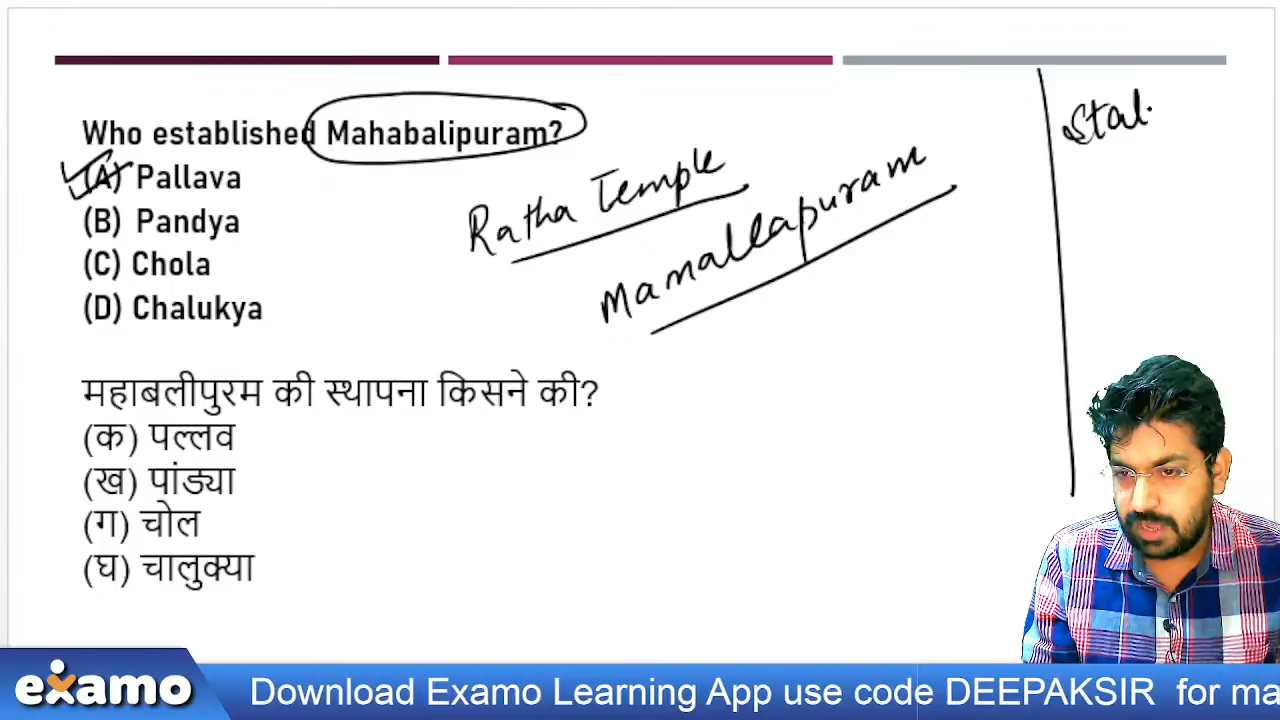 Who established Mahabalipuram?
(A) Pallava
(B) Pandya
(C) Chola
(D) Chalukya
Ratha Temple
Mamallapuram
Stal
महाबलीपुरम की स्थापना किसने की?
(क) पल्लव
(ख) पांड्या
(ग) चोल
(घ) चालुक्या
examo
Download Examo Learning App use code DEEPAKSIR for ma